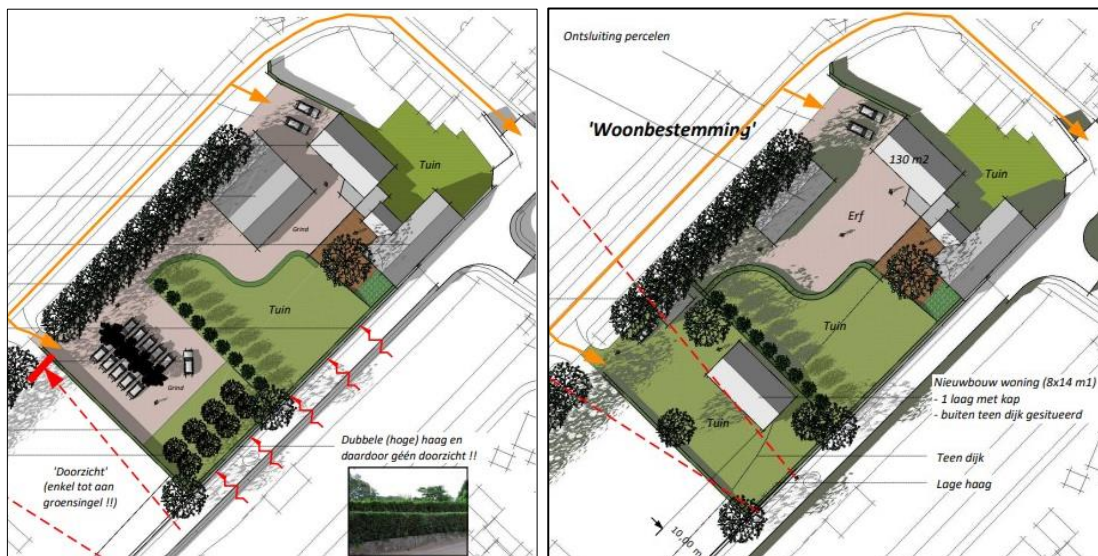 Tuin
Grind
Tuin
Grind
'Doorzicht'
(enkel tot aan
groensingel !!)
Dubbele (hoge) haag en
daardoor géén doorzicht !!
Ontsluiting percelen
'Woonbestemming'
130 m2
Tuin
Erf
Tuin
Nieuwbouw woning (8x14 m1)
- 1 laag met kap
- buiten teen dijk gesitueerd
Tuin
Teen dijk
Lage haag
10,00 m